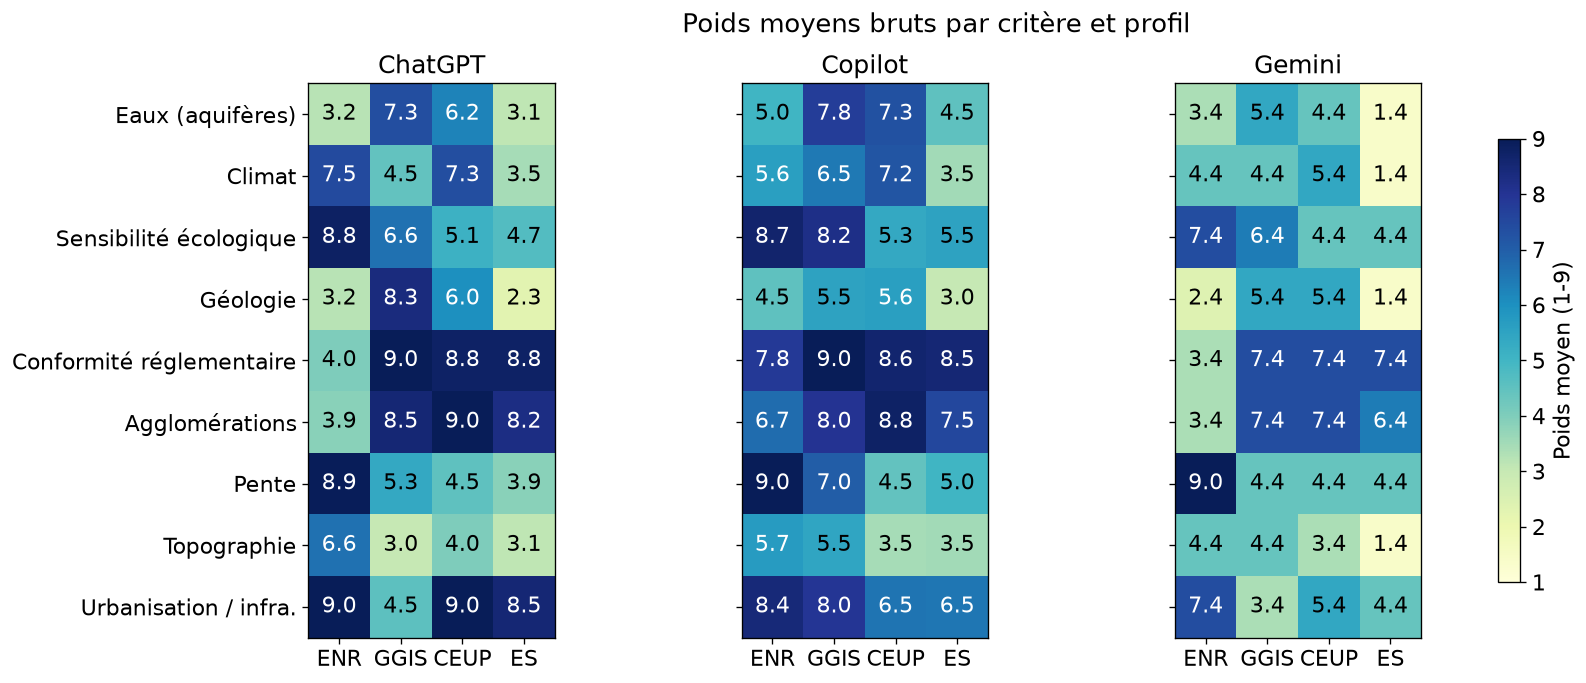 Poids moyens bruts par critère et profil
ChatGPT Copilot Gemini
Eaux (aquifères) 3.2 7.3 6.2 3.1 5.0 7.8 7.3 4.5 3.4 5.4 4.4 1.4
Climat 7.5 4.5 7.3 3.5 5.6 6.5 7.2 3.5 4.4 4.4 5.4 1.4
Sensibilité écologique 8.8 6.6 5.1 4.7 8.7 8.2 5.3 5.5 7.4 6.4 4.4 4.4
Géologie 3.2 8.3 6.0 2.3 4.5 5.5 5.6 3.0 2.4 5.4 5.4 1.4
Conformité réglementaire 4.0 9.0 8.8 8.8 7.8 9.0 8.6 8.5 3.4 7.4 7.4 7.4
Agglomérations 3.9 8.5 9.0 8.2 6.7 8.0 8.8 7.5 3.4 7.4 7.4 6.4
Pente 8.9 5.3 4.5 3.9 9.0 7.0 4.5 5.0 9.0 4.4 4.4 4.4
Topographie 6.6 3.0 4.0 3.1 5.7 5.5 3.5 3.5 4.4 4.4 3.4 1.4
Urbanisation / infra. 9.0 4.5 9.0 8.5 8.4 8.0 6.5 6.5 7.4 3.4 5.4 4.4
ENR GGIS CEUP ES ENR GGIS CEUP ES ENR GGIS CEUP ES
9
8
7
6
5
4
3
2
1
Poids moyen (1-9)